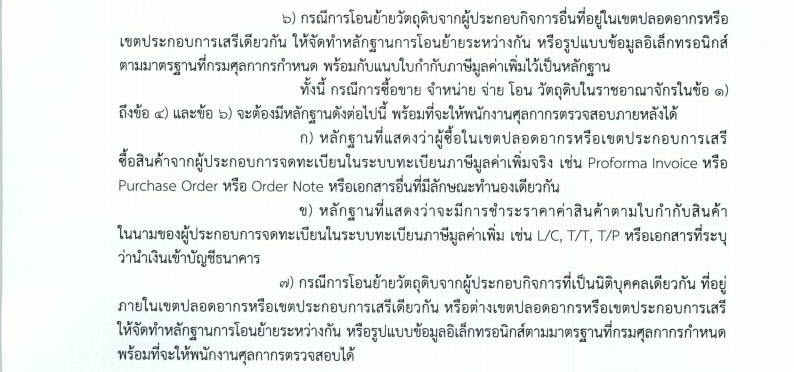 ๖) กรณีการโอนย้ายวัตถุดิบจากผู้ประกอบกิจการอื่นที่อยู่ในเขตปลอดอากรหรือ
เขตประกอบการเสรีเดียวกัน ให้จัดทำหลักฐานการโอนย้ายระหว่างกัน หรือรูปแบบข้อมูลอิเล็กทรอนิกส์
ตามมาตรฐานที่กรมศุลกากรกำหนด พร้อมกับแนบใบกำกับภาษีมูลค่าเพิ่มไว้เป็นหลักฐาน
ทั้งนี้ กรณีการซื้อขาย จำหน่าย จ่าย โอน วัตถุดิบในราชอาณาจักรในข้อ ๑)
ถึงข้อ ๔) และข้อ ๖) จะต้องมีหลักฐานดังต่อไปนี้ พร้อมที่จะให้พนักงานศุลกากรตรวจสอบภายหลังได้
ก) หลักฐานที่แสดงว่าผู้ซื้อในเขตปลอดอากรหรือเขตประกอบการเสรี
ซื้อสินค้าจากผู้ประกอบการจดทะเบียนในระบบทะเบียนภาษีมูลค่าเพิ่มจริง เช่น Proforma Invoice หรือ
Purchase Order หรือ Order Note หรือเอกสารอื่นที่มีลักษณะทำนองเดียวกัน
ข) หลักฐานที่แสดงว่าจะมีการชำระราคาค่าสินค้าตามใบกำกับสินค้า
ในนามของผู้ประกอบการจดทะเบียนในระบบทะเบียนภาษีมูลค่าเพิ่ม เช่น L/C, T/T, T/P หรือเอกสารที่ระบุ
ว่านำเงินเข้าบัญชีธนาคาร
๗) กรณีการโอนย้ายวัตถุดิบจากผู้ประกอบกิจการที่เป็นนิติบุคคลเดียวกัน ที่อยู่
ภายในเขตปลอดอากรหรือเขตประกอบการเสรีเดียวกัน หรือต่างเขตปลอดอากรหรือเขตประกอบการเสรี
ให้จัดทำหลักฐานการโอนย้ายระหว่างกัน หรือรูปแบบข้อมูลอิเล็กทรอนิกส์ตามมาตรฐานที่กรมศุลกากรกำหนด
พร้อมที่จะให้พนักงานศุลกากรตรวจสอบได้